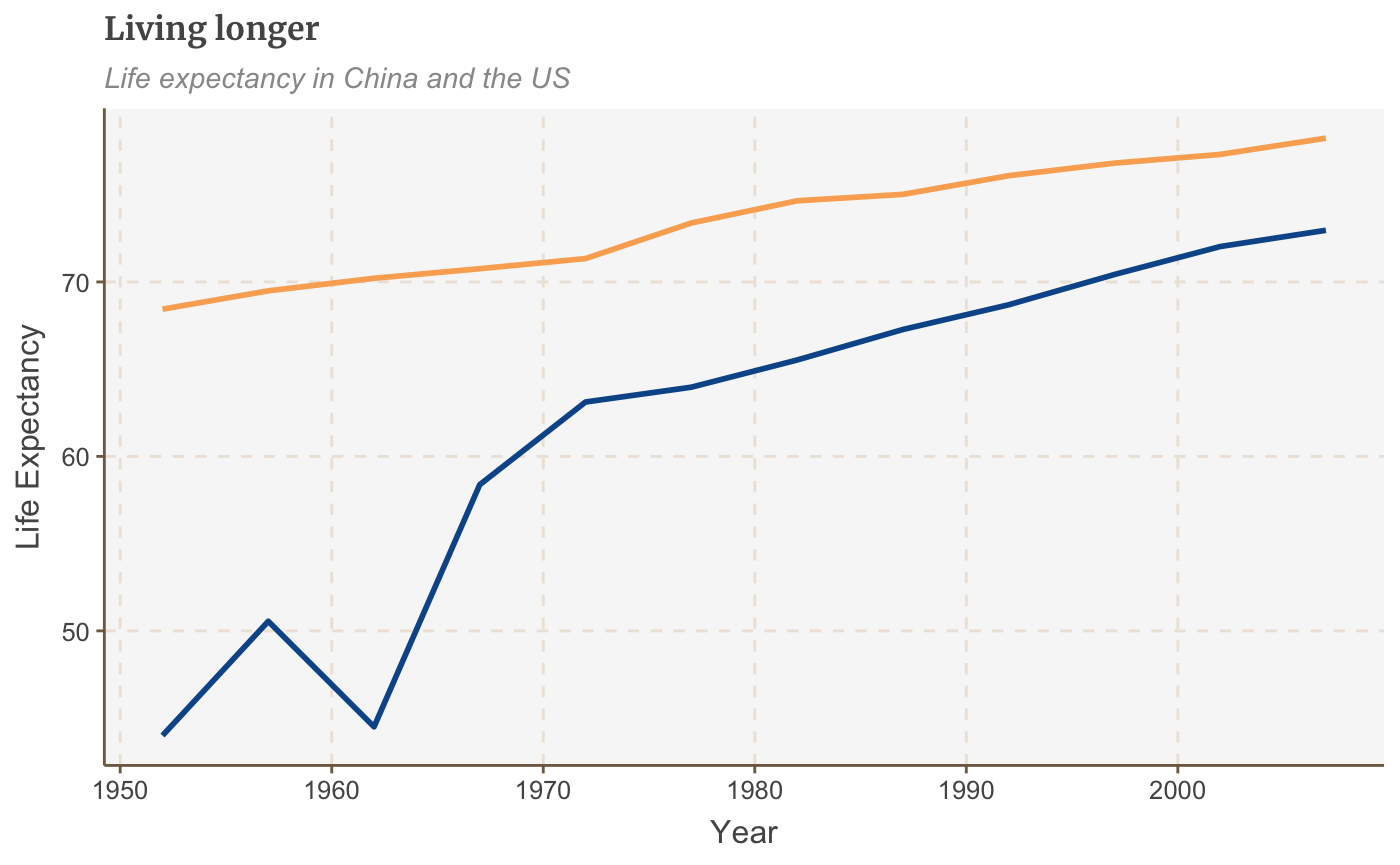 Living longer
Life expectancy in China and the US
Life Expectancy
70
60
50
1950 1960 1970 1980 1990 2000
Year